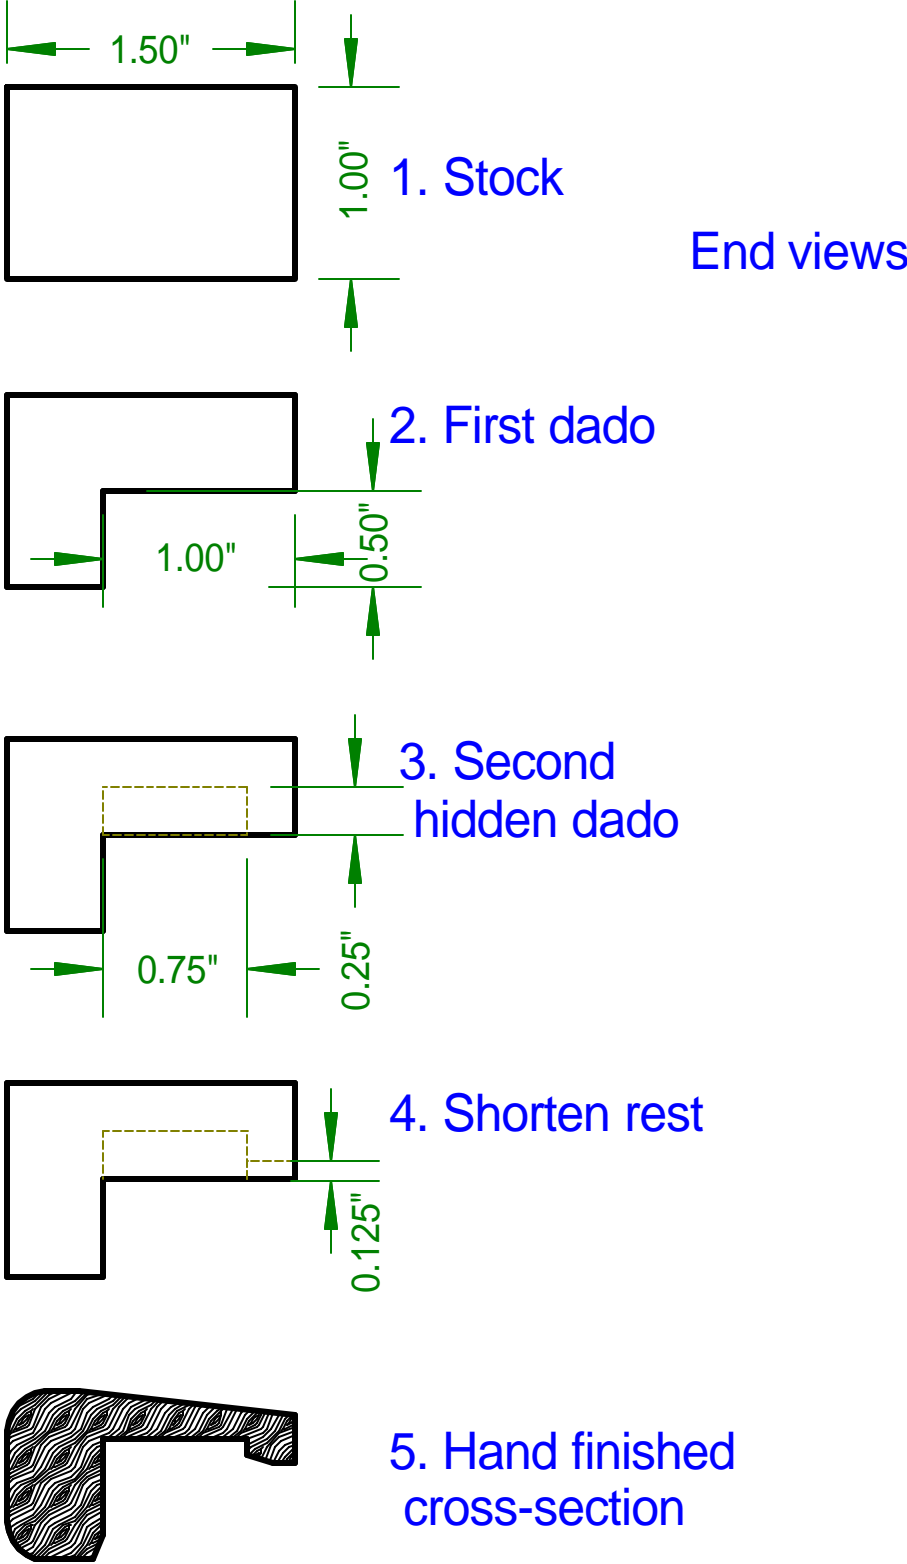 1.50"
1.00"
1. Stock
End views
2. First dado
1.00"
0.50"
3. Second
hidden dado
0.75"
0.25"
4. Shorten rest
0.125"
5. Hand finished
cross-section